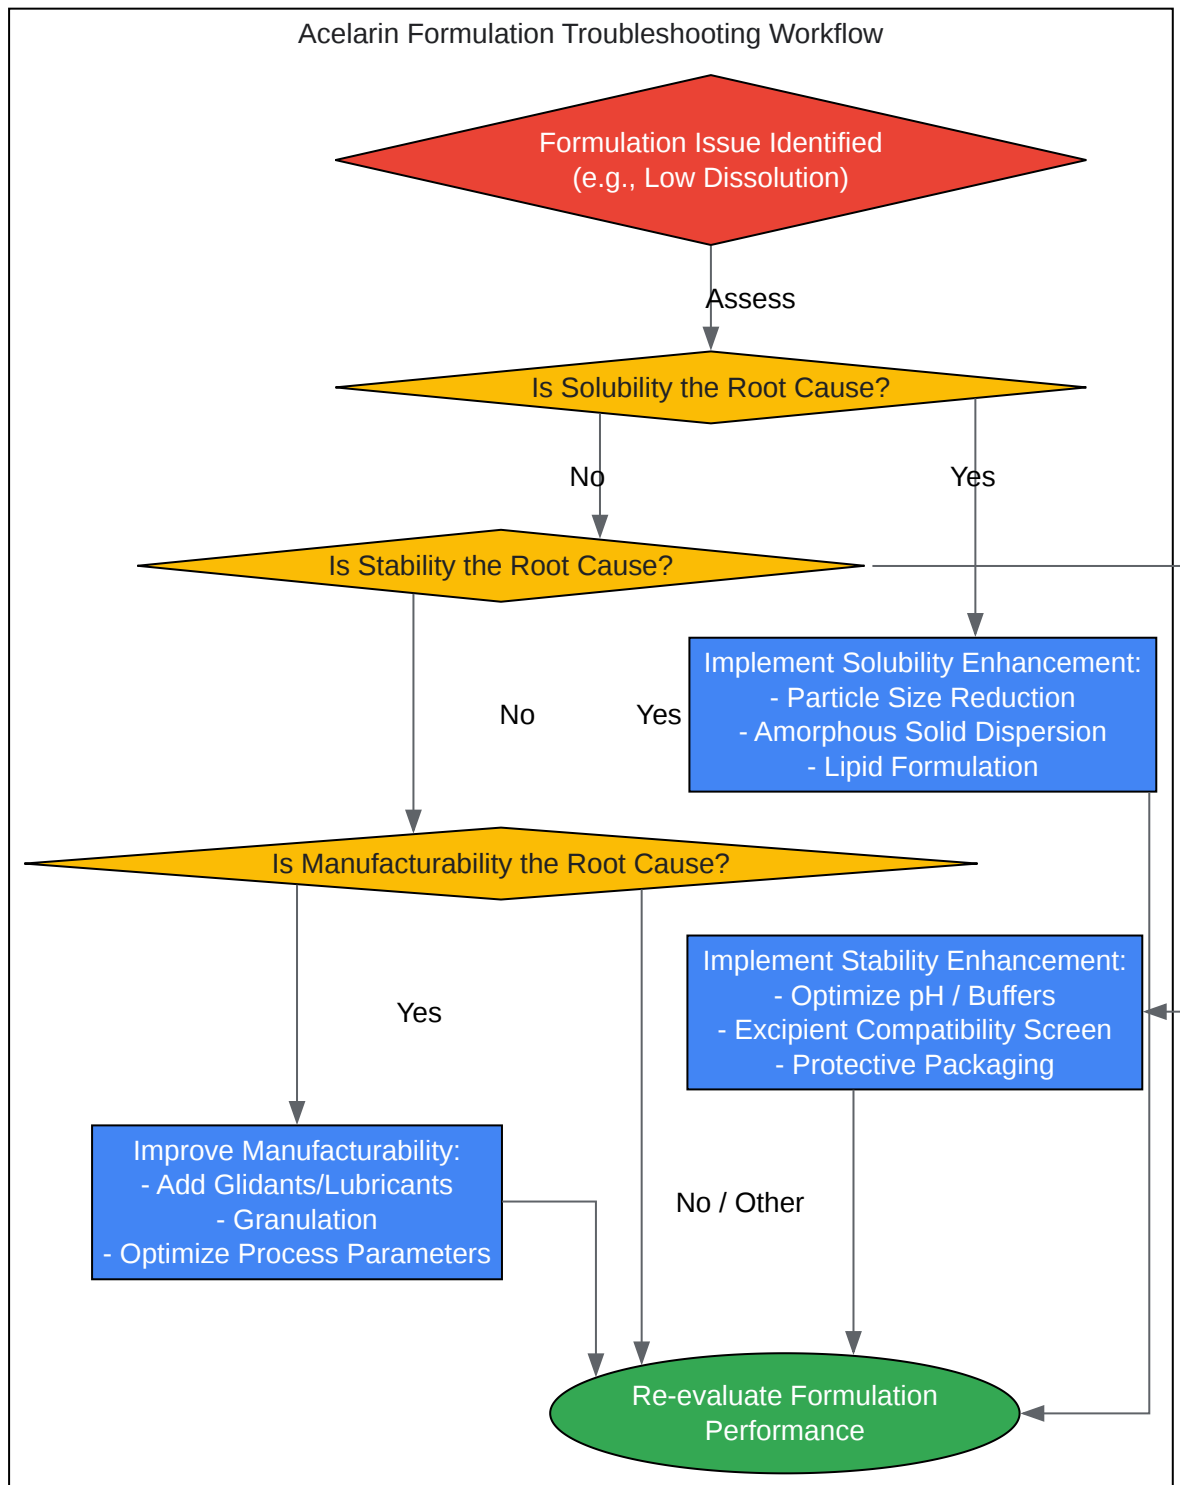 Acelarin Formulation Troubleshooting Workflow
Formulation Issue Identified
(e.g., Low Dissolution)
Assess
Is Solubility the Root Cause?
No
Yes
Is Stability the Root Cause?
Implement Solubility Enhancement:
- Particle Size Reduction
- Amorphous Solid Dispersion
- Lipid Formulation
No
Yes
Is Manufacturability the Root Cause?
Implement Stability Enhancement:
- Optimize pH / Buffers
- Excipient Compatibility Screen
- Protective Packaging
Yes
Improve Manufacturability:
- Add Glidants/Lubricants
- Granulation
- Optimize Process Parameters
No / Other
Re-evaluate Formulation
Performance